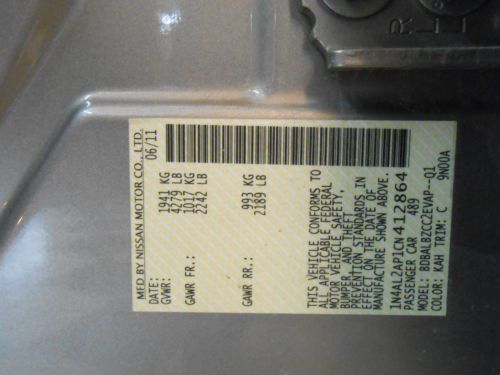 MFD BY NISSAN MOTOR CO., LTD.
DATE: 06/11
GVWR: 1941 KG
4279 LB
GAWR FR.: 1017 KG
2242 LB
GAWR RR.: 993 KG
2189 LB
THIS VEHICLE CONFORMS TO
ALL APPLICABLE FEDERAL
MOTOR VEHICLE SAFETY,
BUMPER, AND THEFT
PREVENTION STANDARDS IN
EFFECT ON THE DATE OF
MANUFACTURE SHOWN ABOVE.
1N4AL2AP1CN412864
PASSENGER CAR 489
MODEL: BDBALBZCC2EVAP--Q1
COLOR: KAH TRIM: C 9N00A
R